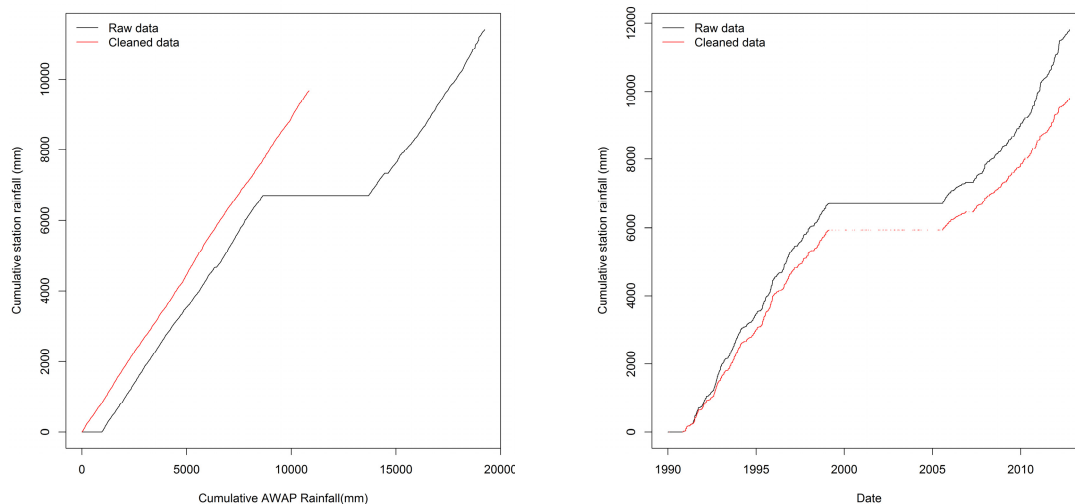 Raw data
Cleaned data
Cumulative station rainfall (mm)
10000
8000
6000
4000
2000
0
0 5000 10000 15000 20000
Cumulative AWAP Rainfall(mm)
Raw data
Cleaned data
Cumulative station rainfall (mm)
12000
10000
8000
6000
4000
2000
0
1990 1995 2000 2005 2010
Date